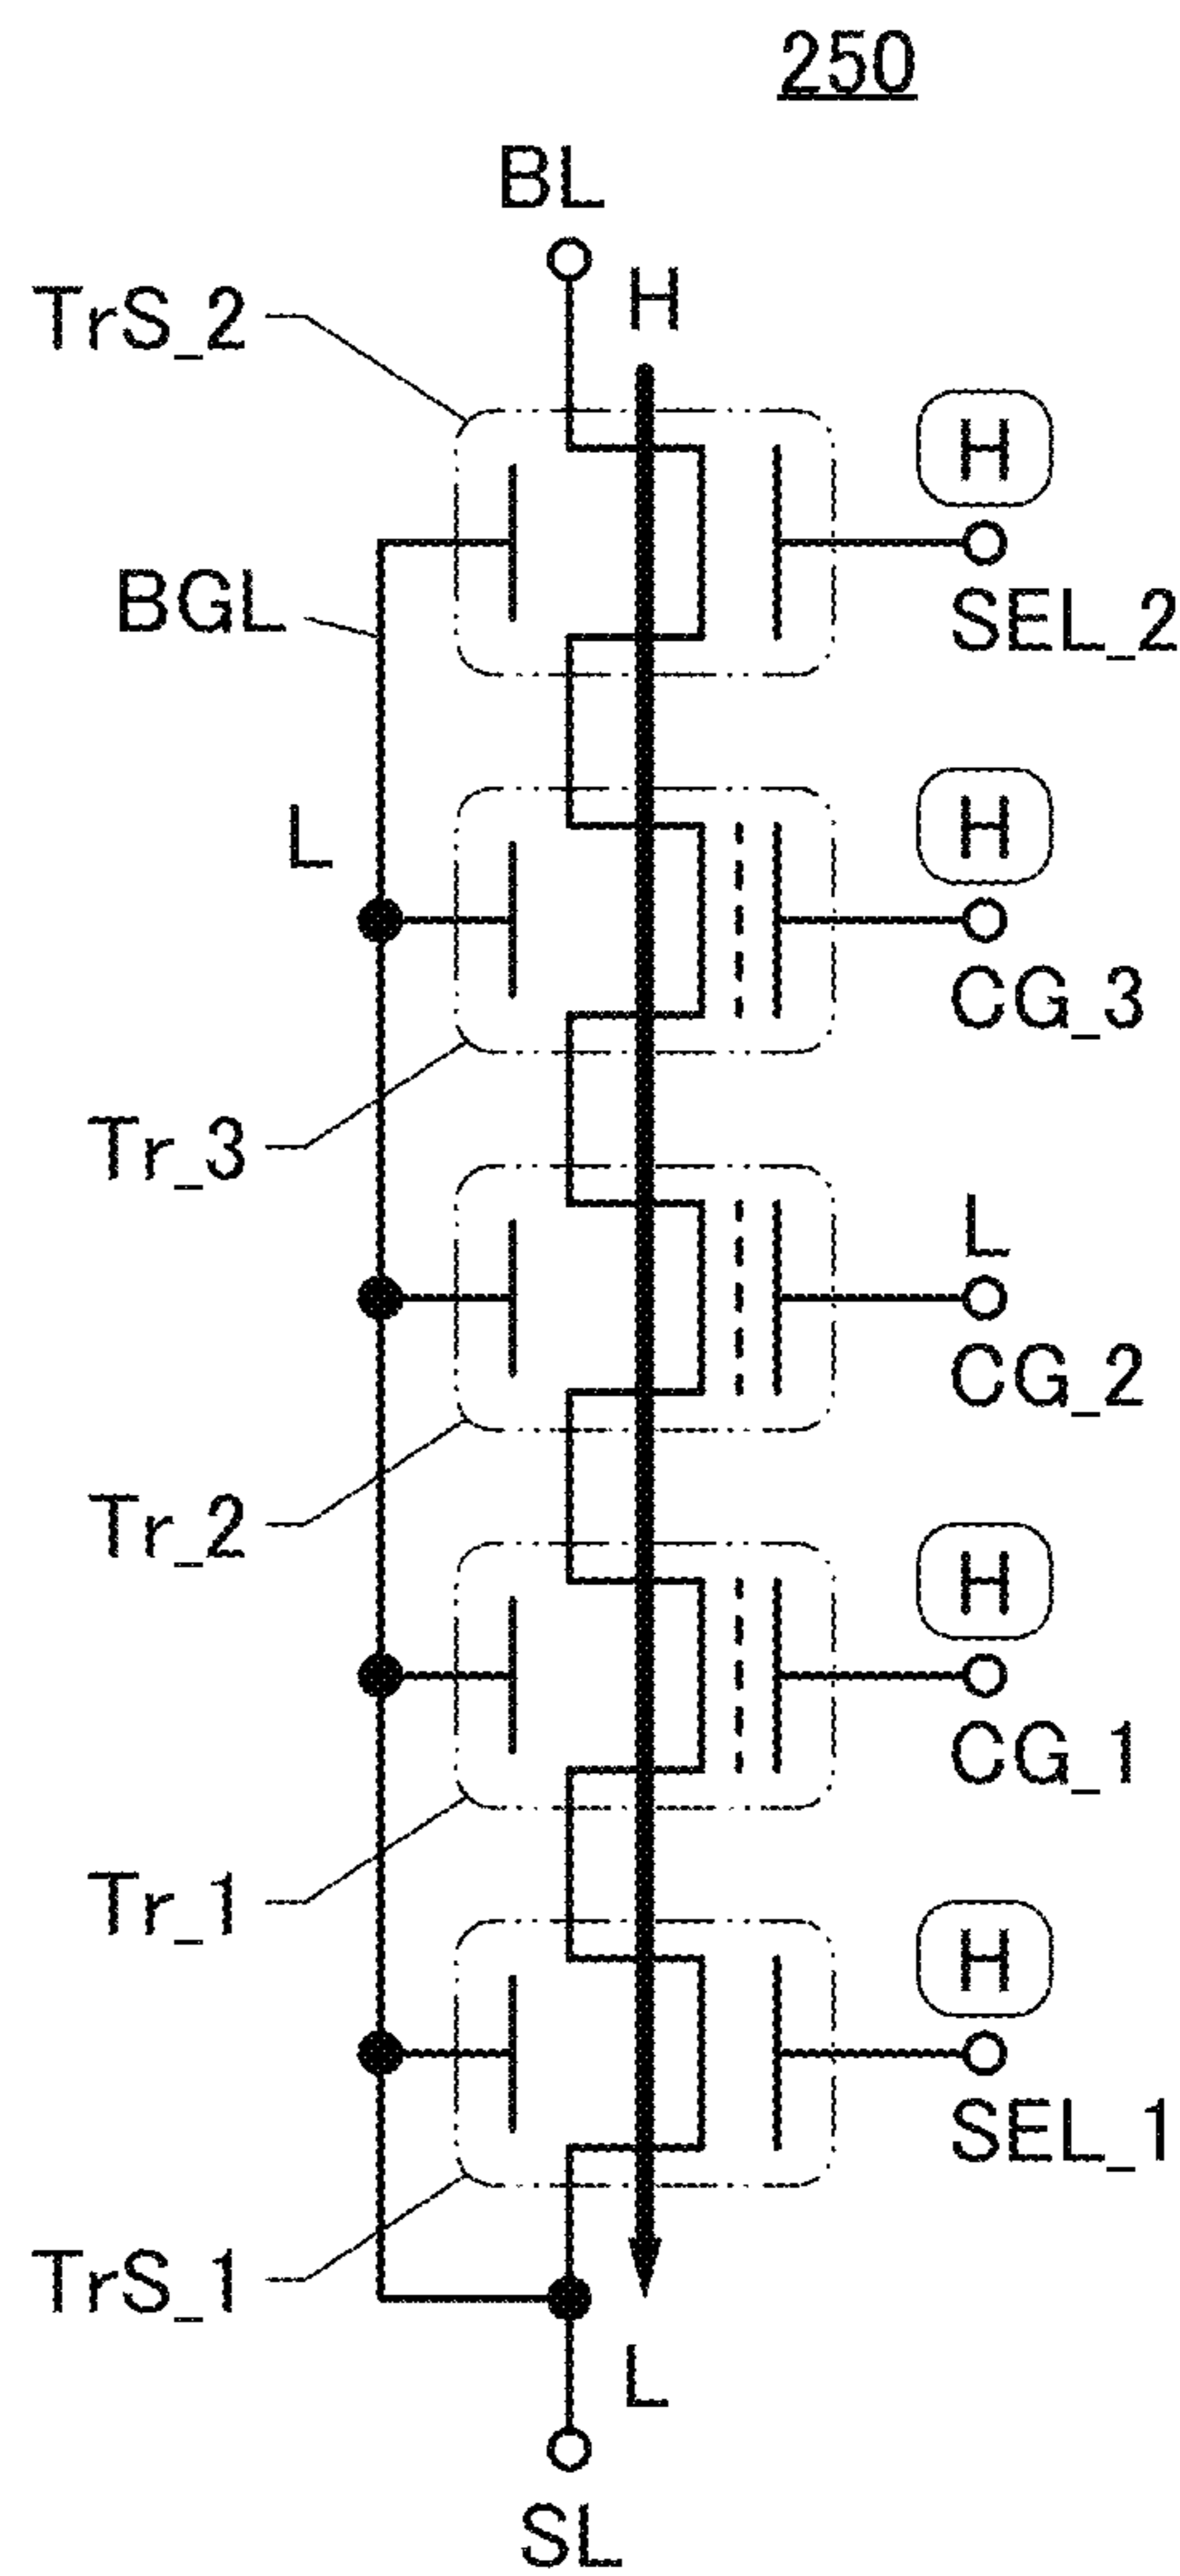 250
BL
H
TrS_2
H
BGL
SEL_2
H
L
CG_3
Tr_3
L
CG_2
Tr_2
H
CG_1
Tr_1
H
SEL_1
TrS_1
L
SL